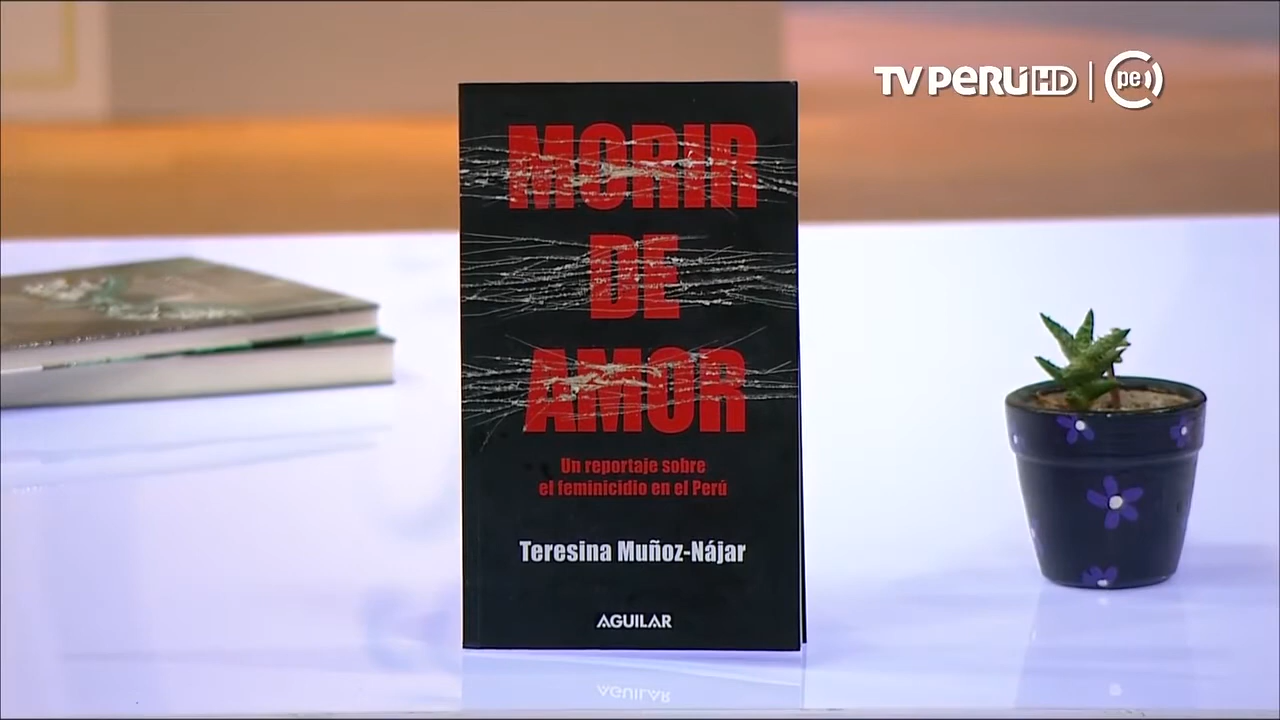 TV PERÚ HD | pe
MORIR
DE
AMOR
Un reportaje sobre
el feminicidio en el Perú
Teresina Muñoz-Nájar
AGUILAR